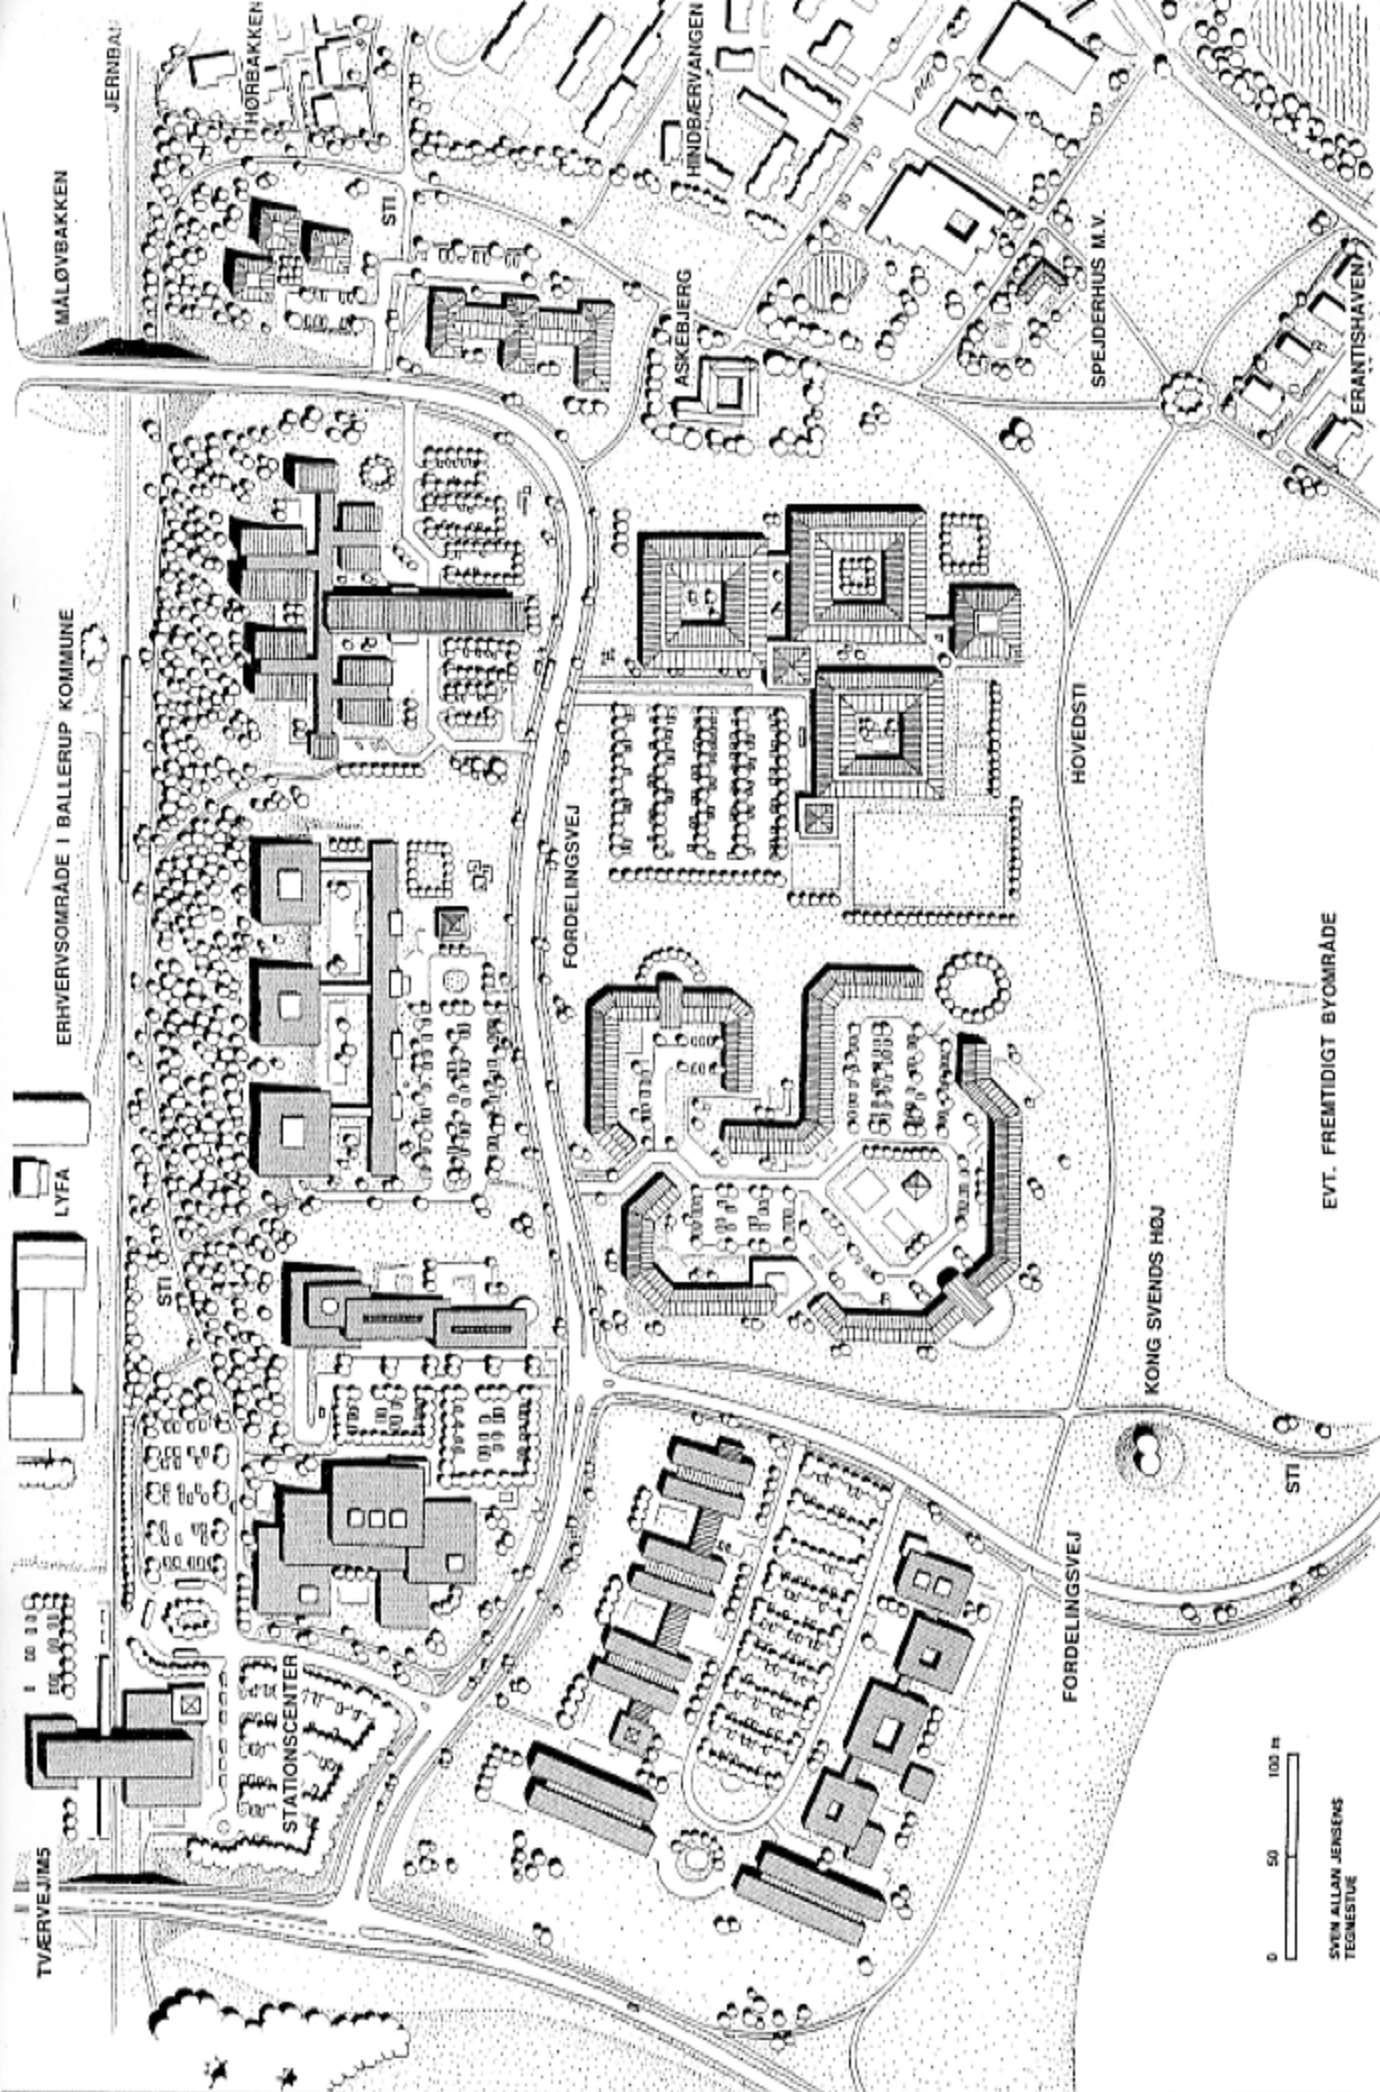 TVÆRVEJ/M5
LYFA
ERHVERVSOMRÅDE I BALLERUP KOMMUNE
MÅLØVBAKKEN
STATIONSCENTER
STI
STI
HØRBAKKEN
FORDELINGSVEJ
ASKEBJERG
HINDBÆRVANGEN
FORDELINGSVEJ
KONG SVENDS HØJ
HOVEDSTI
SPEJDERHUS M.V.
STI
EVT. FREMTIDIGT BYOMRÅDE
ERANTISHAVEN
0 50 100 m
SVEN ALLAN JENSENS
TEGNESTUE